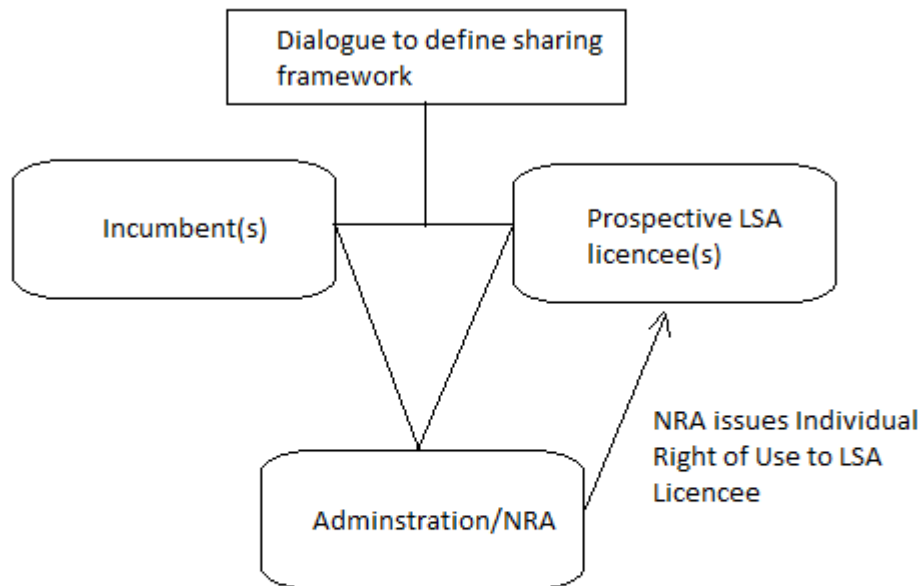 Dialogue to define sharing
framework
Incumbent(s)
Prospective LSA
licencee(s)
NRA issues Individual
Right of Use to LSA
Licencee
Adminstration/NRA